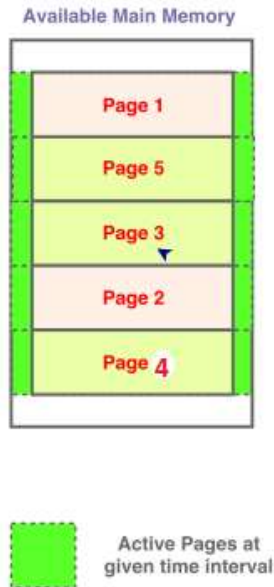 Available Main Memory
Page 1
Page 5
Page 3
Page 2
Page 4
Active Pages at
given time interval